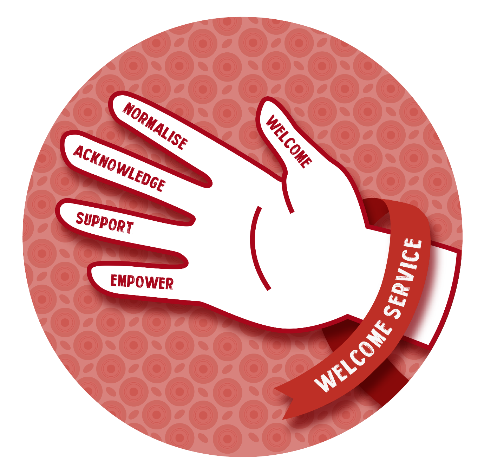 WELCOME
NORMALISE
ACKNOWLEDGE
SUPPORT
EMPOWER
WELCOME SERVICE